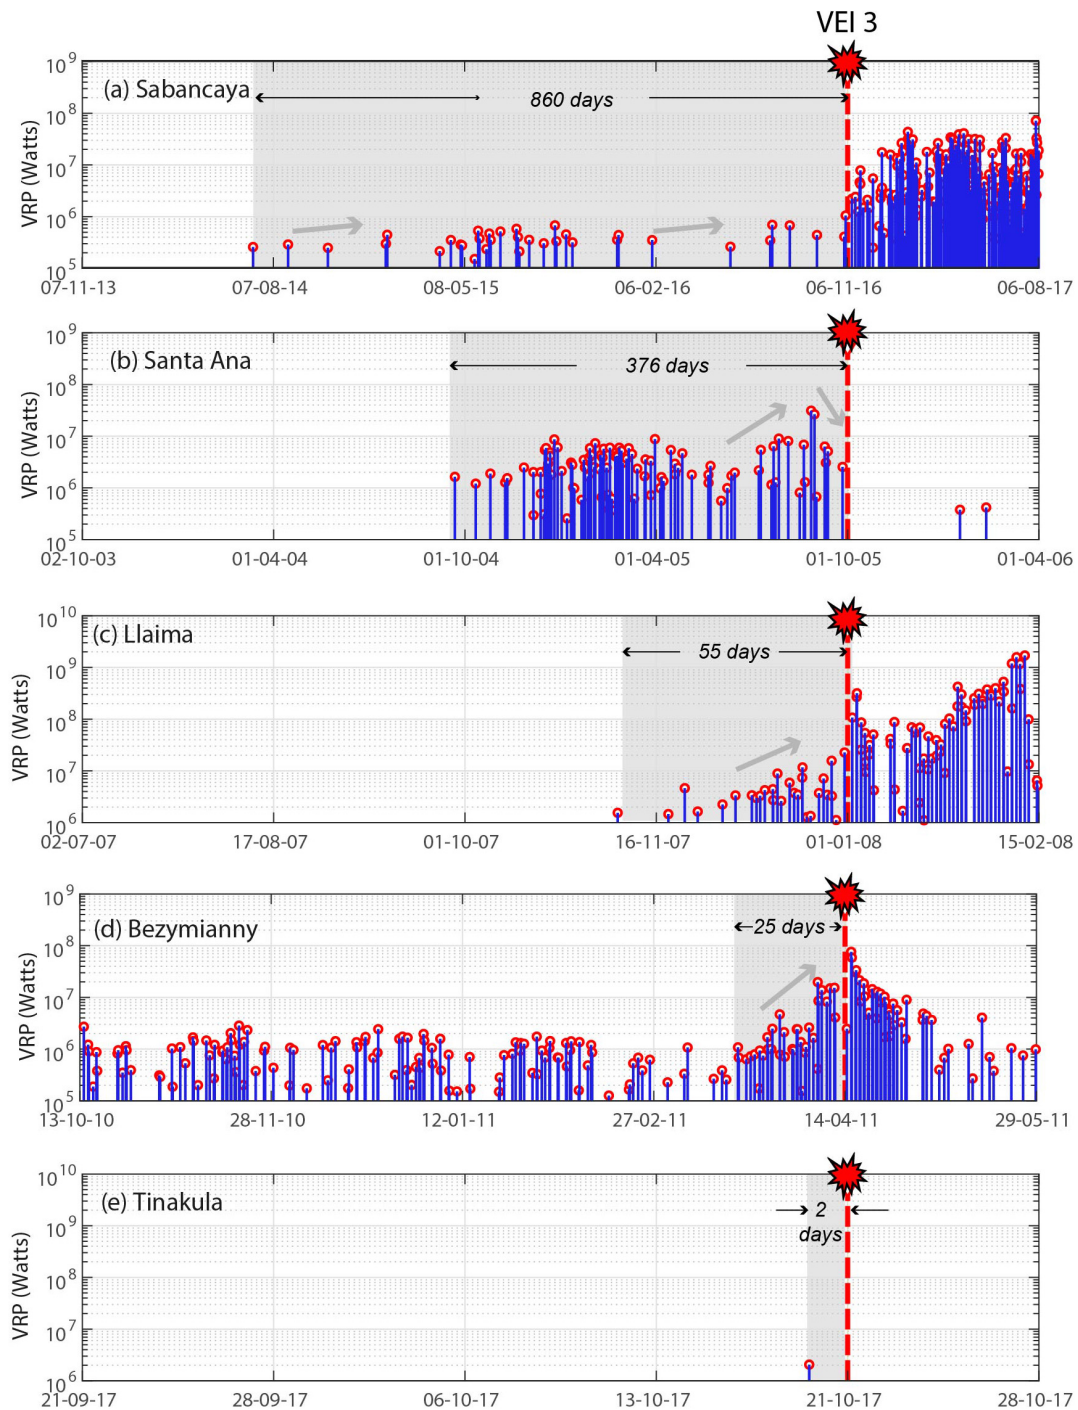 VEI 3
10^9
(a) Sabancaya
860 days
10^8
10^7
10^6
10^5
VRP (Watts)
07-11-13 07-08-14 08-05-15 06-02-16 06-11-16 06-08-17
10^9
(b) Santa Ana
376 days
10^8
10^7
10^6
10^5
VRP (Watts)
02-10-03 01-04-04 01-10-04 01-04-05 01-10-05 01-04-06
10^10
(c) Llaima
55 days
10^9
10^8
10^7
10^6
VRP (Watts)
02-07-07 17-08-07 01-10-07 16-11-07 01-01-08 15-02-08
10^9
(d) Bezymianny
25 days
10^8
10^7
10^6
10^5
VRP (Watts)
13-10-10 28-11-10 12-01-11 27-02-11 14-04-11 29-05-11
10^10
(e) Tinakula
2
days
10^9
10^8
10^7
10^6
VRP (Watts)
21-09-17 28-09-17 06-10-17 13-10-17 21-10-17 28-10-17